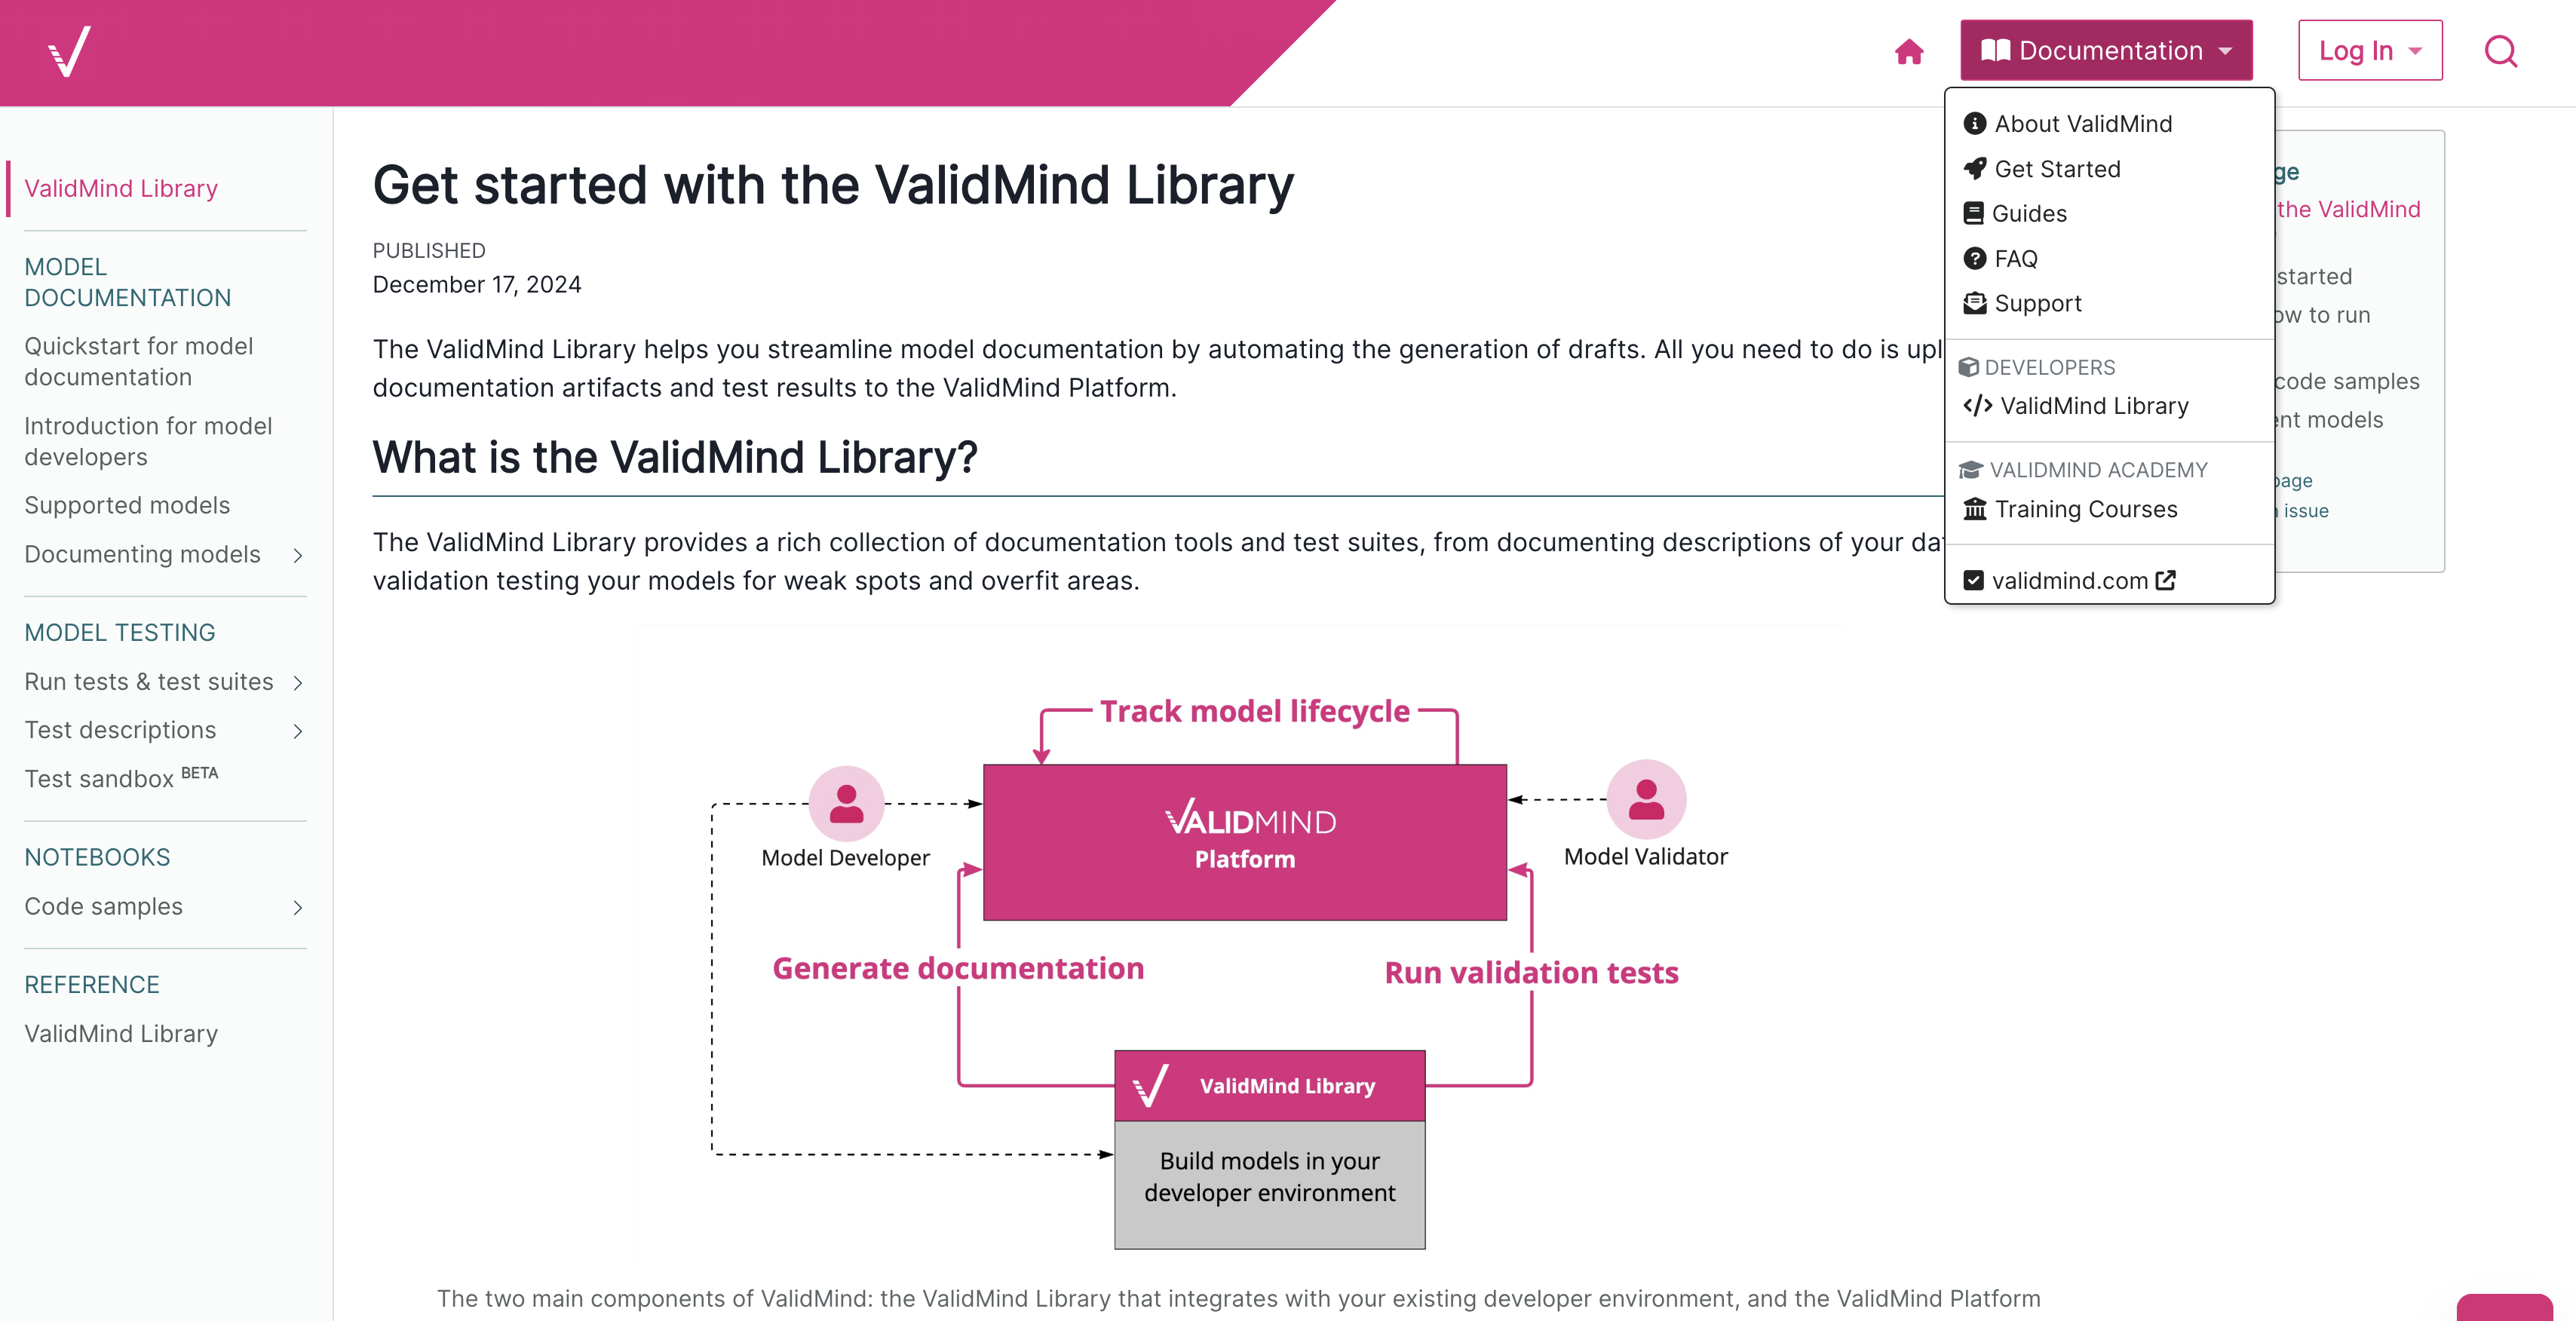 Documentation
Log In
About ValidMind
Get Started
Guides
FAQ
Support
DEVELOPERS
ValidMind Library
VALIDMIND ACADEMY
Training Courses
validmind.com
ValidMind Library
MODEL
DOCUMENTATION
Quickstart for model
documentation
Introduction for model
developers
Supported models
Documenting models
MODEL TESTING
Run tests & test suites
Test descriptions
Test sandbox BETA
NOTEBOOKS
Code samples
REFERENCE
ValidMind Library
Get started with the ValidMind Library
PUBLISHED
December 17, 2024
The ValidMind Library helps you streamline model documentation by automating the generation of drafts. All you need to do is
documentation artifacts and test results to the ValidMind Platform.
What is the ValidMind Library?
The ValidMind Library provides a rich collection of documentation tools and test suites, from documenting descriptions of your
validation testing your models for weak spots and overfit areas.
Track model lifecycle
VALIDMIND
Platform
Model Developer
Model Validator
Generate documentation
Run validation tests
ValidMind Library
Build models in your
developer environment
The two main components of ValidMind: the ValidMind Library that integrates with your existing developer environment, and the ValidMind Platform
the ValidMind
started
to run
code samples
models
issue